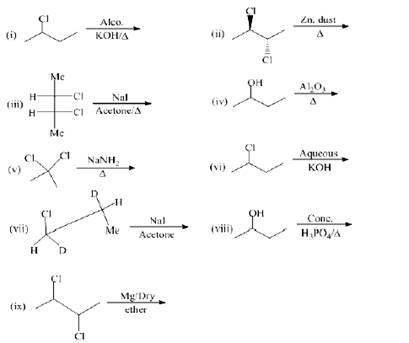 (i) Cl Alco. KOH/Δ
(ii) Cl Cl Zn. dust Δ
(iii) Me H Cl H Cl Me NaI Acetone/Δ
(iv) OH Al₂O₃ Δ
(v) Cl Cl NaNH₂ Δ
(vi) Cl Aqueous KOH
(vii) Cl H D D H Me NaI Acetone
(viii) OH Conc. H₃PO₄/Δ
(ix) Cl Cl Mg/Dry ether